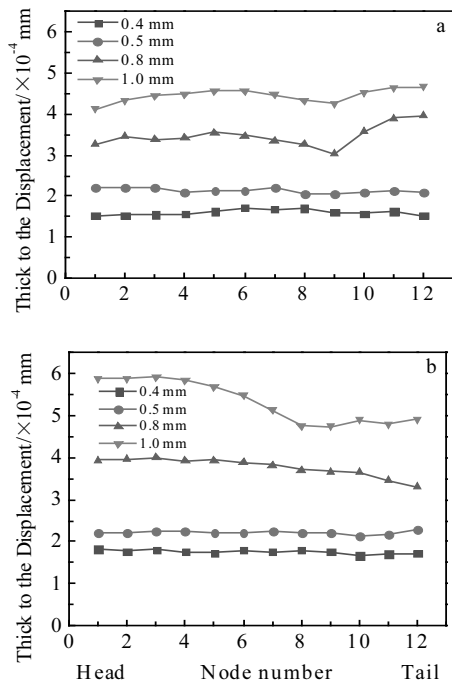 a
0.4 mm
0.5 mm
0.8 mm
1.0 mm
Thick to the Displacement/×10⁻⁴ mm
6
5
4
3
2
1
0
0 2 4 6 8 10 12
b
0.4 mm
0.5 mm
0.8 mm
1.0 mm
Thick to the Displacement/×10⁻⁴ mm
6
5
4
3
2
1
0
0 2 4 6 8 10 12
Head Node number Tail